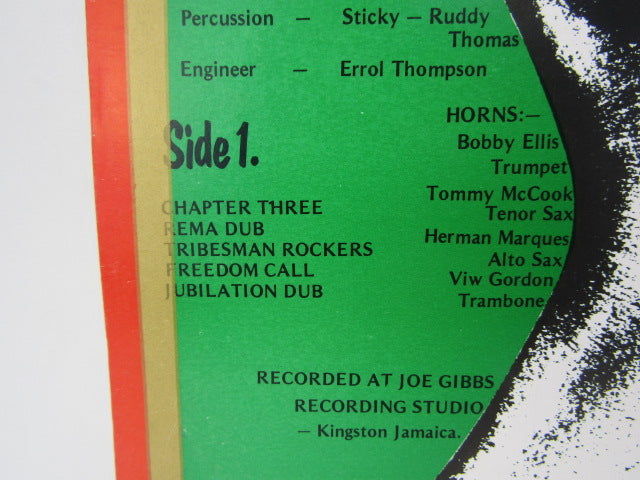 Percussion — Sticky — Ruddy
Thomas
Engineer — Errol Thompson
Side 1.
CHAPTER THREE
REMA DUB
TRIBESMAN ROCKERS
FREEDOM CALL
JUBILATION DUB
HORNS:—
Bobby Ellis
Trumpet
Tommy McCook
Tenor Sax
Herman Marques
Alto Sax
Viw Gordon
Trambone
RECORDED AT JOE GIBBS
RECORDING STUDIO
— Kingston Jamaica.